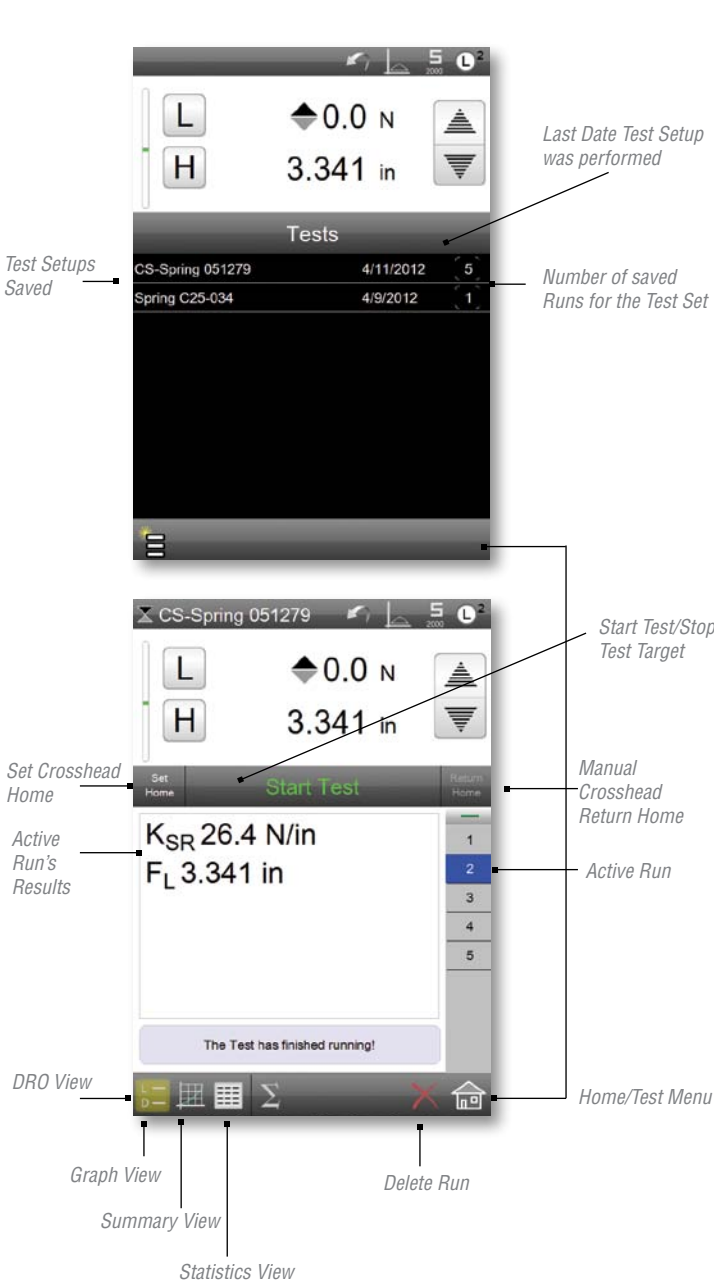 5
2000
L2
L
0.0 N
H
3.341 in
Last Date Test Setup
was performed
Tests
Test Setups
Saved
CS-Spring 051279 4/11/2012 5
Spring C25-034 4/9/2012 1
Number of saved
Runs for the Test Set
CS-Spring 051279
5
2000
L2
L
0.0 N
H
3.341 in
Start Test/Stop
Test Target
Set Crosshead
Home
Set
Home
Start Test
Return
Home
Manual
Crosshead
Return Home
Active
Run's
Results
KSR 26.4 N/in
FL 3.341 in
1
2
3
4
5
Active Run
The Test has finished running!
DRO View
L
D
Σ
Home/Test Menu
Graph View
Delete Run
Summary View
Statistics View